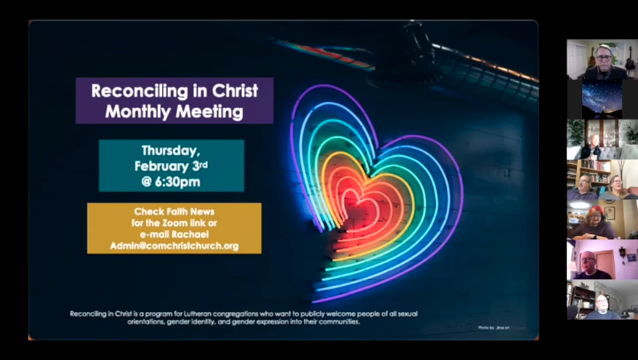 Reconciling in Christ
Monthly Meeting
Thursday,
February 3rd
@ 6:30pm
Check Faith News
for the Zoom link or
e-mail Rachael
Admin@comchristchurch.org
Reconciling in Christ is a program for Lutheran congregations who want to publicly welcome people of all sexual
orientations, gender identity, and gender expression into their communities.
Photo by